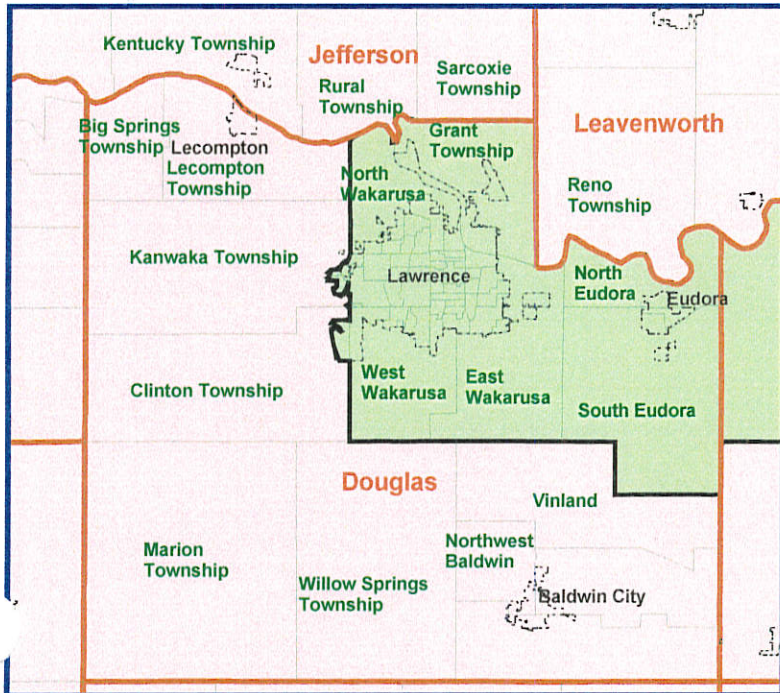 Kentucky Township
Jefferson
Sarcoxie
Township
Rural
Township
Big Springs
Township
Lecompton
Lecompton
Township
Grant
Township
Leavenworth
North
Wakarusa
Reno
Township
Kanwaka Township
Lawrence
North
Eudora
Eudora
Clinton Township
West
Wakarusa
East
Wakarusa
South Eudora
Douglas
Vinland
Marion
Township
Northwest
Baldwin
Willow Springs
Township
Baldwin City